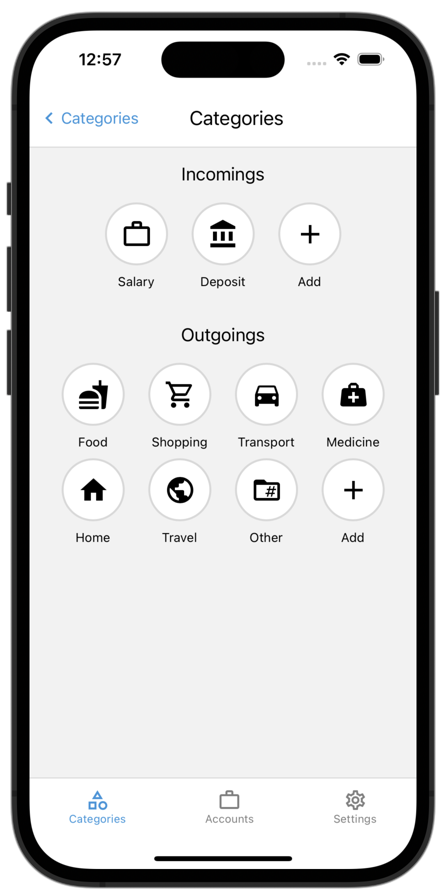 12:57
Categories Categories
Incomings
Salary Deposit Add
Outgoings
Food Shopping Transport Medicine
#
Home Travel Other Add
Categories Accounts Settings